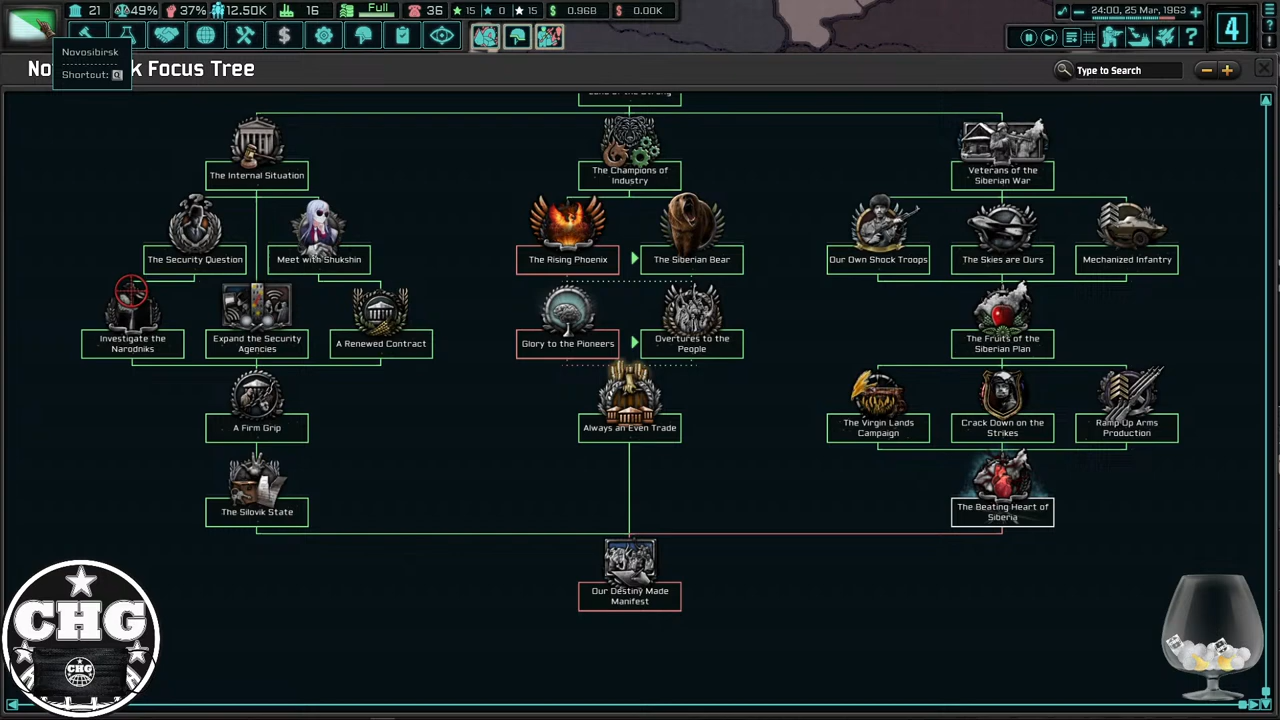 21 49% 37% 12.50K 16 Full 36 15 0 15 $ 0.96B $ 0.00K
24:00, 25 Mar, 1963
4
Novosibirsk
Shortcut: Q
No k Focus Tree
Type to Search
The Internal Situation
The Champions of
Industry
Veterans of the
Siberian War
The Security Question
Meet with Shukshin
The Rising Phoenix
The Siberian Bear
Our Own Shock Troops
The Skies are Ours
Mechanized Infantry
Investigate the
Narodniks
Expand the Security
Agencies
A Renewed Contract
Glory to the Pioneers
Overtures to the
People
The Fruits of the
Siberian Plan
A Firm Grip
Always an Even Trade
The Virgin Lands
Campaign
Crack Down on the
Strikes
Ramp Up Arms
Production
The Silovik State
The Beating Heart of
Siberia
Our Destiny Made
Manifest
CHG
CHG